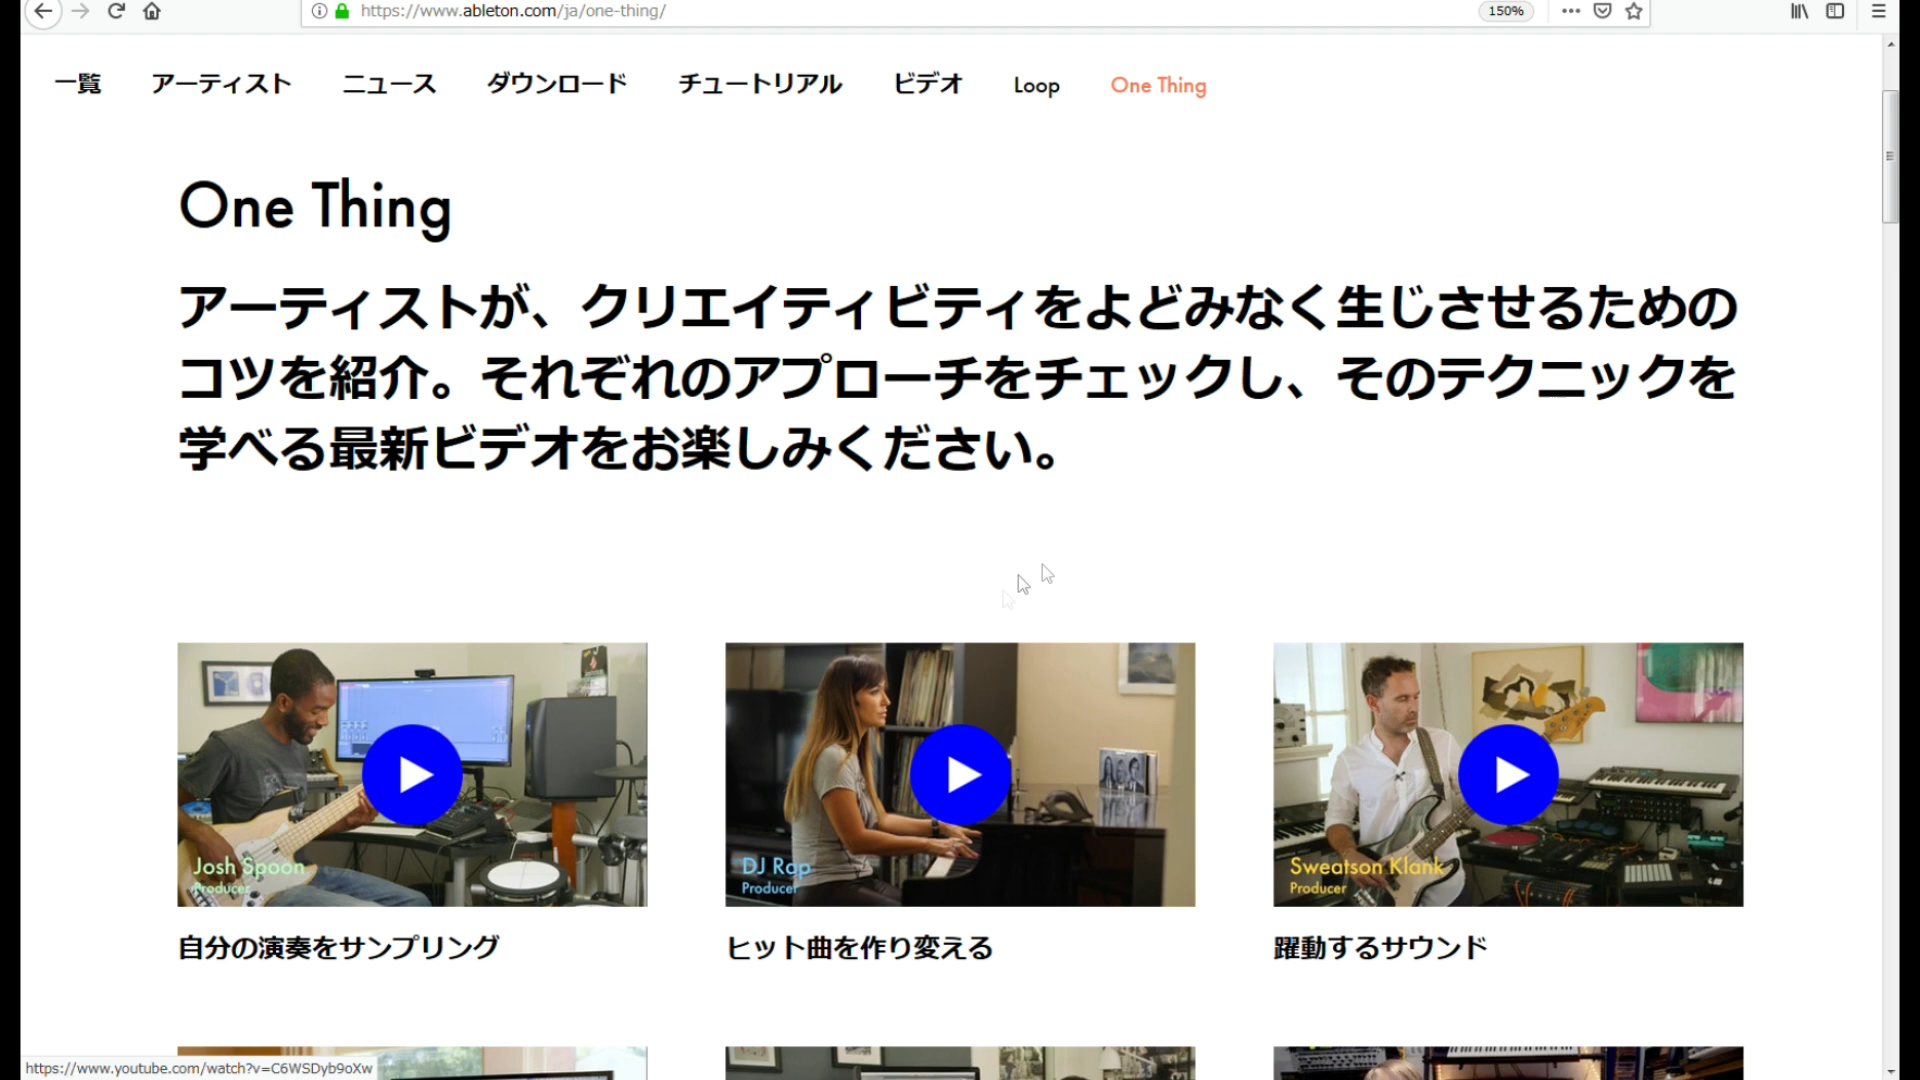 https://www.ableton.com/ja/one-thing/
150%
一覧 アーティスト ニュース ダウンロード チュートリアル ビデオ Loop One Thing
One Thing
アーティストが、クリエイティビティをよどみなく生じさせるための
コツを紹介。それぞれのアプローチをチェックし、そのテクニックを
学べる最新ビデオをお楽しみください。
Josh Spoon
Producer
DJ Rap
Producer
Sweatson Klank
Producer
自分の演奏をサンプリング
ヒット曲を作り変える
躍動するサウンド
https://www.youtube.com/watch?v=C6WSDyb9oXw